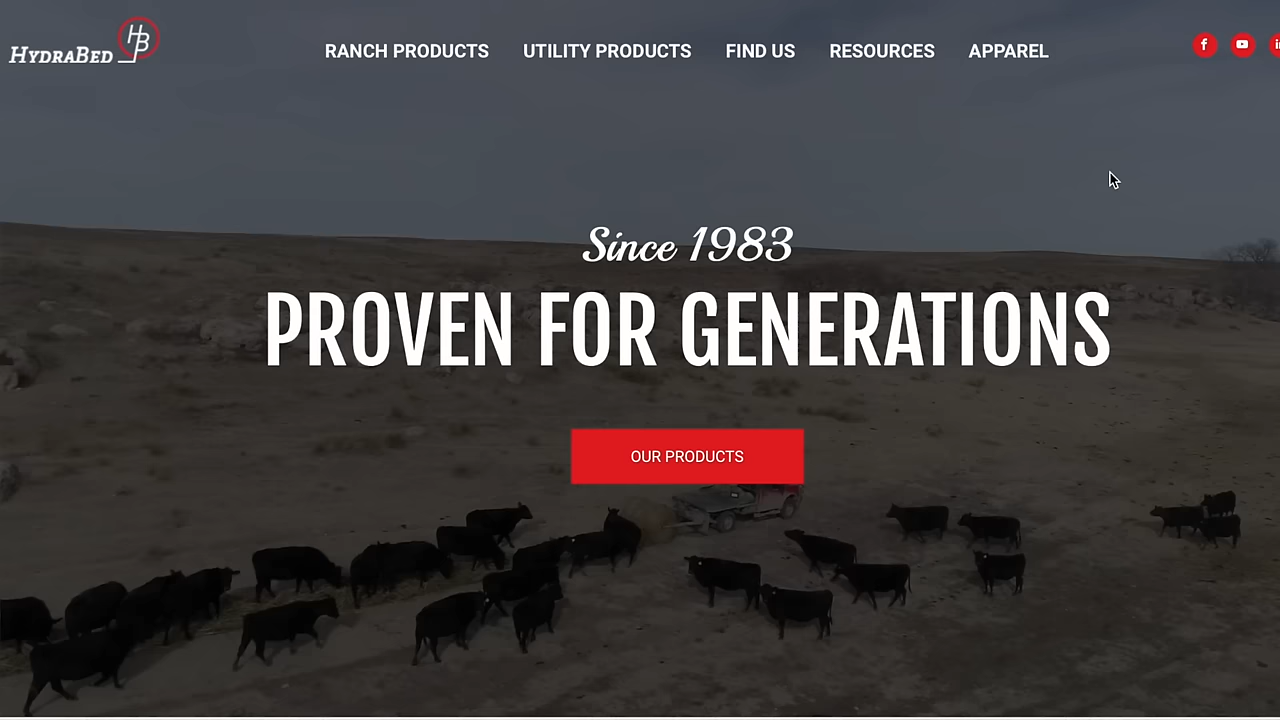 HYDRABED HB
RANCH PRODUCTS UTILITY PRODUCTS FIND US RESOURCES APPAREL
Since 1983
PROVEN FOR GENERATIONS
OUR PRODUCTS